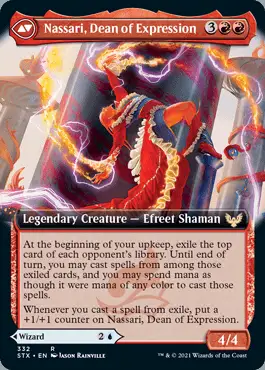 Nassari, Dean of Expression 3
Legendary Creature — Efreet Shaman
At the beginning of your upkeep, exile the top
card of each opponent's library. Until end of
turn, you may cast spells from among those
exiled cards, and you may spend mana as
though it were mana of any color to cast those
spells.
Whenever you cast a spell from exile, put a
+1/+1 counter on Nassari, Dean of Expression.
Wizard 2
4/4
332 R
STX • EN JASON RAINVILLE ™ & © 2021 Wizards of the Coast